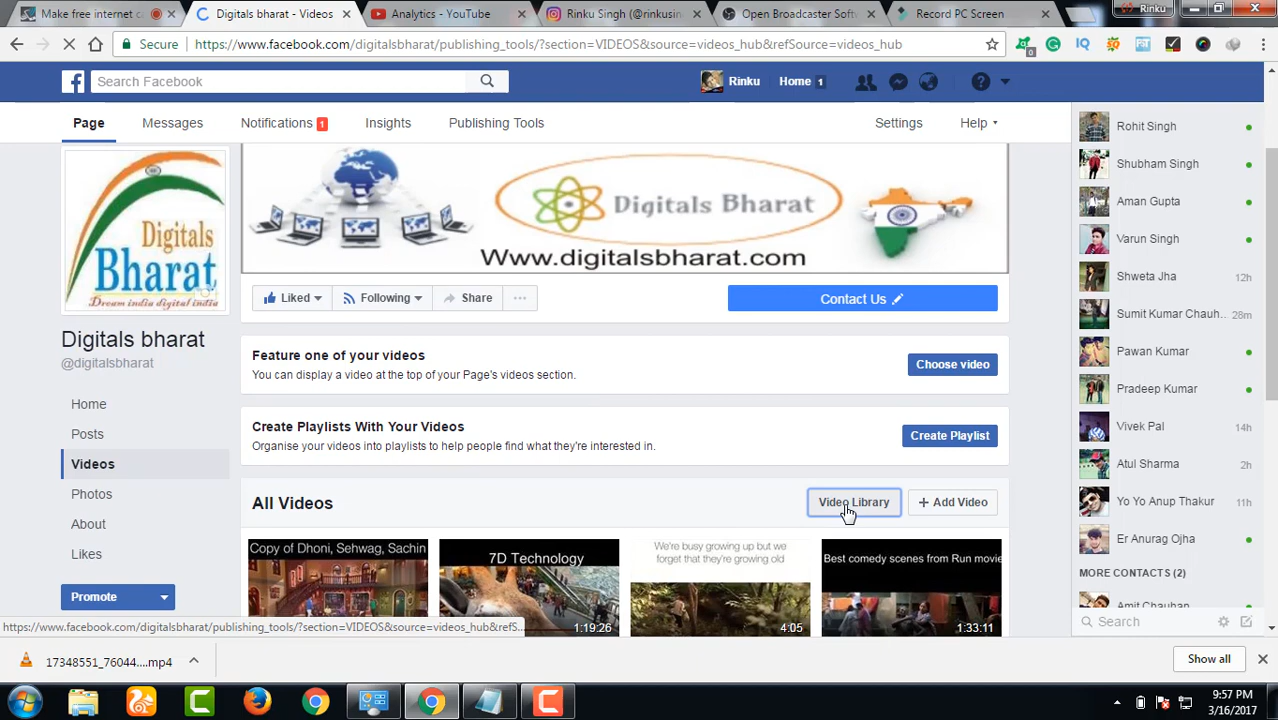 Make free internet ca
Digitals bharat - Videos
Analytics - YouTube
Rinku Singh (@rinkusin
Open Broadcaster Softw
Record PC Screen
Rinku
Secure
https://www.facebook.com/digitalsbharat/publishing_tools/?section=VIDEOS&source=videos_hub&refSource=videos_hub
Search Facebook
Rinku
Home 1
Page
Messages
Notifications 1
Insights
Publishing Tools
Settings
Help
Digitals
Bharat
Dream india digital india
Digitals Bharat
Www.digitalsbharat.com
Liked
Following
Share
Contact Us
Digitals bharat
@digitalsbharat
Home
Posts
Videos
Photos
About
Likes
Promote
Feature one of your videos
You can display a video at the top of your Page's videos section.
Choose video
Create Playlists With Your Videos
Organise your videos into playlists to help people find what they're interested in.
Create Playlist
All Videos
Video Library
+ Add Video
Copy of Dhoni, Sehwag, Sachin
7D Technology
1:19:26
We're busy growing up but we
forget that they're growing old
4:05
Best comedy scenes from Run movie
1:33:11
Rohit Singh
Shubham Singh
Aman Gupta
Varun Singh
Shweta Jha 12h
Sumit Kumar Chauh... 28m
Pawan Kumar
Pradeep Kumar
Vivek Pal 14h
Atul Sharma 2h
Yo Yo Anup Thakur 11h
Er Anurag Ojha
MORE CONTACTS (2)
Amit Chauhan
Search
https://www.facebook.com/digitalsbharat/publishing_tools/?section=VIDEOS&source=videos_hub&refS...
17348551_76044....mp4
Show all
9:57 PM
3/16/2017